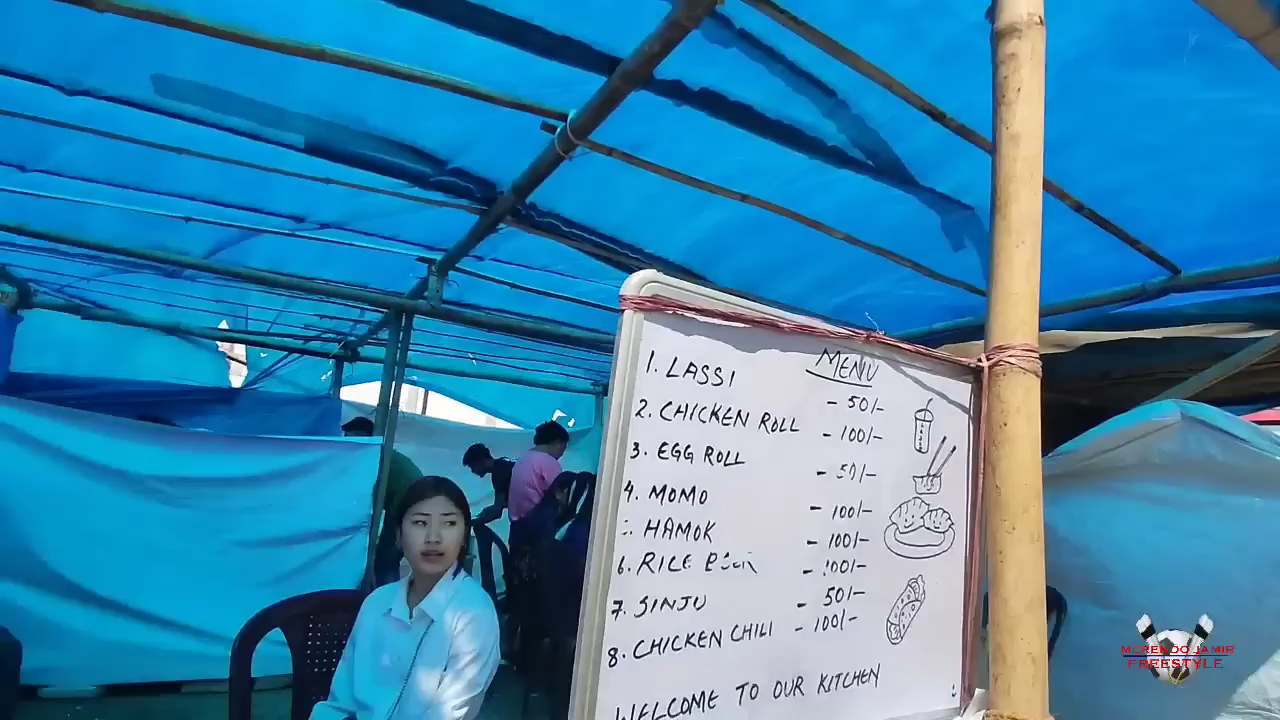 MENU
1. LASSI - 50/-
2. CHICKEN ROLL - 100/-
3. EGG ROLL - 50/-
4. MOMO - 100/-
HAMOK - 100/-
6. RICE - 100/-
7. SINJU - 50/-
8. CHICKEN CHILI - 100/-
WELCOME TO OUR KITCHEN
MERENDO JAMIR
FREESTYLE